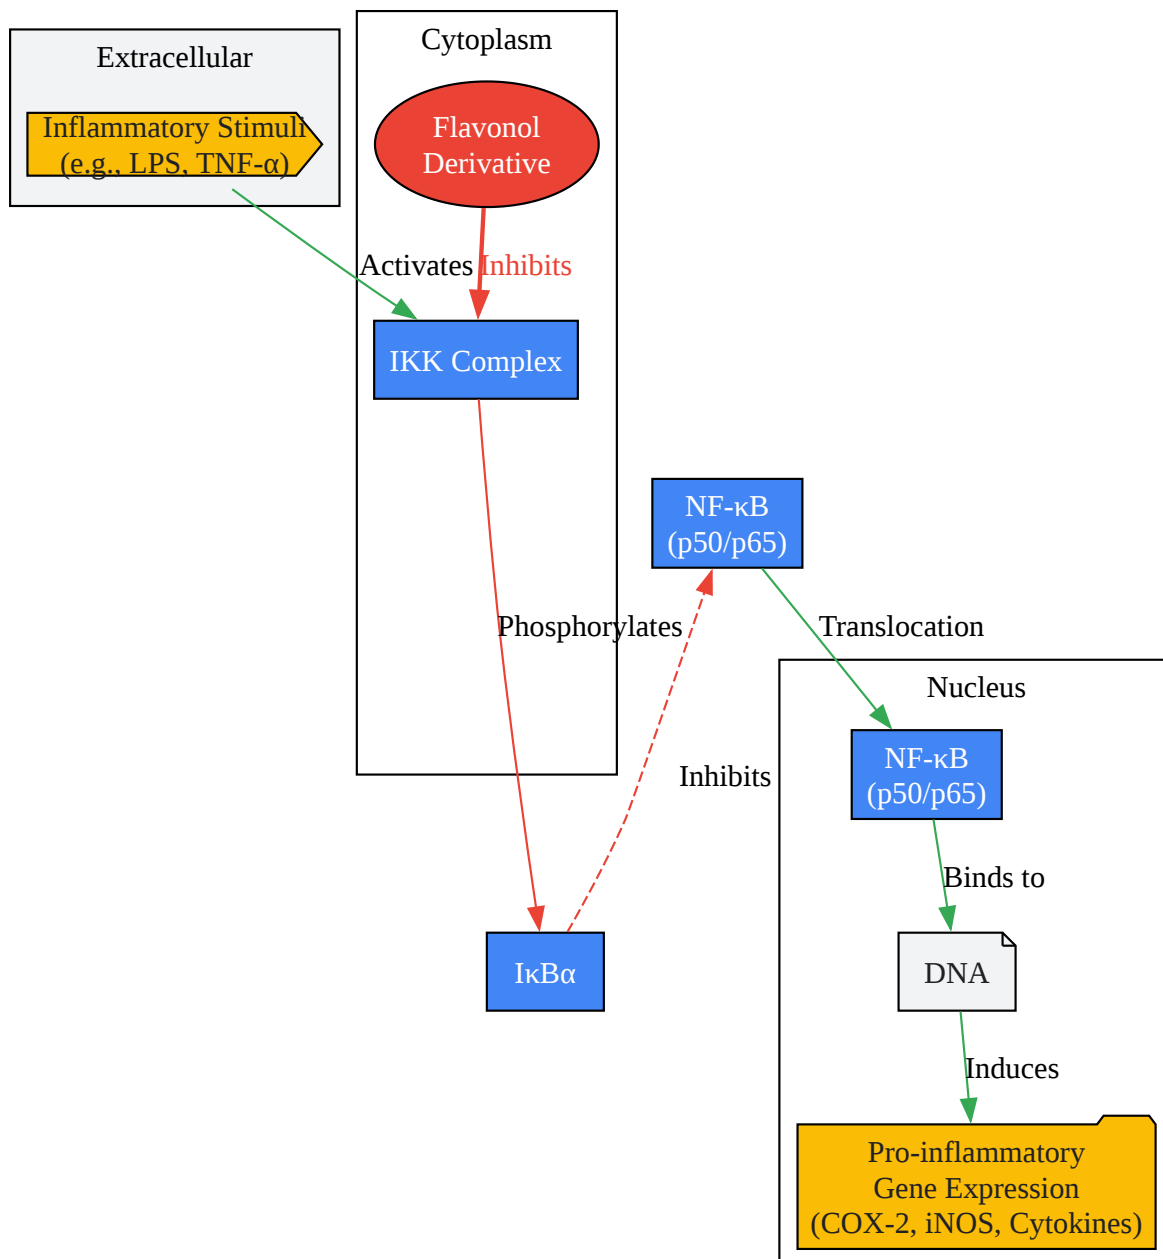 Extracellular
Inflammatory Stimuli
(e.g., LPS, TNF-α)
Cytoplasm
Flavonol
Derivative
Activates
Inhibits
IKK Complex
NF-κB
(p50/p65)
Phosphorylates
Translocation
Nucleus
NF-κB
(p50/p65)
Inhibits
Binds to
IκBα
DNA
Induces
Pro-inflammatory
Gene Expression
(COX-2, iNOS, Cytokines)